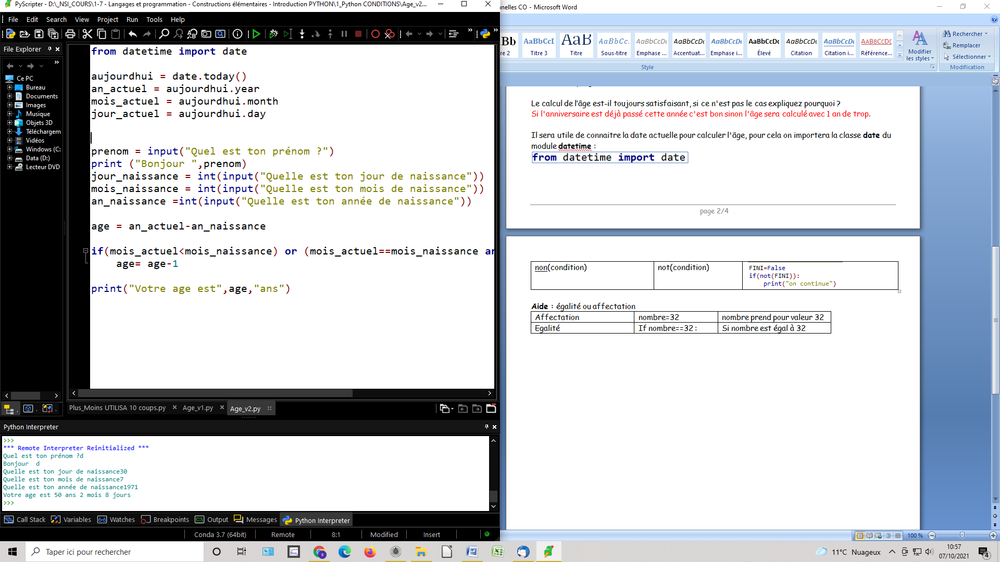 PyScripter - D:\_NSI_COURS\1-7 - Langages et programmation - Constructions élémentaires - Introduction PYTHON\1_Python CONDITIONS\Age_v2...
File Edit Search View Project Run Tools Help
File Explorer
Ce PC
Bureau
Documents
Images
Musique
Objets 3D
Téléchargem
Vidéos
Windows (C:
Data (D:)
Lecteur DVD
from datetime import date
aujourdhui = date.today()
an_actuel = aujourdhui.year
mois_actuel = aujourdhui.month
jour_actuel = aujourdhui.day
prenom = input("Quel est ton prénom ?")
print ("Bonjour ",prenom)
jour_naissance = int(input("Quelle est ton jour de naissance"))
mois_naissance = int(input("Quelle est ton mois de naissance"))
an_naissance =int(input("Quelle est ton année de naissance"))
age = an_actuel-an_naissance
if(mois_actuel<mois_naissance) or (mois_actuel==mois_naissance an
age= age-1
print("Votre age est",age,"ans")
Plus_Moins UTILISA 10 coups.py Age_v1.py Age_v2.py
Python Interpreter
>>>
*** Remote Interpreter Reinitialized ***
Quel est ton prénom ?d
Bonjour  d
Quelle est ton jour de naissance30
Quelle est ton mois de naissance7
Quelle est ton année de naissance1971
Votre age est 50 ans 2 mois 8 jours
>>>
Call Stack Variables Watches Breakpoints Output Messages Python Interpreter
Conda 3.7 (64bit) Remote 8:1 Modified Insert
nnelles CO - Microsoft Word
Bb AaBbCcI AaB AaBbCc. AaBbCcDc AaBbCcDc AaBbCcDc AaBbCcDc AaBbCcDc AaBbCcDc AABBCCDI
re 2 Titre 3 Titre Sous-titre Emphase ... Accentuat... Emphase i... Élevé Citation Citation i... Référence...
Modifier les styles
Rechercher
Remplacer
Sélectionner
Style Modification
Le calcul de l'âge est-il toujours satisfaisant, si ce n'est pas le cas expliquez pourquoi ?
Si l'anniversaire est déjà passé cette année c'est bon sinon l'âge sera calculé avec 1 an de trop.
Il sera utile de connaitre la date actuelle pour calculer l'âge, pour cela on importera la classe date du
module datetime :
from datetime import date
page 2/4
non(condition) not(condition) FINI=False
if(not(FINI)):
print("on continue")
Aide : égalité ou affectation
Affectation nombre=32 nombre prend pour valeur 32
Egalité If nombre==32 : Si nombre est égal à 32
100 %
Taper ici pour rechercher
11°C Nuageux
10:57
07/10/2021
4